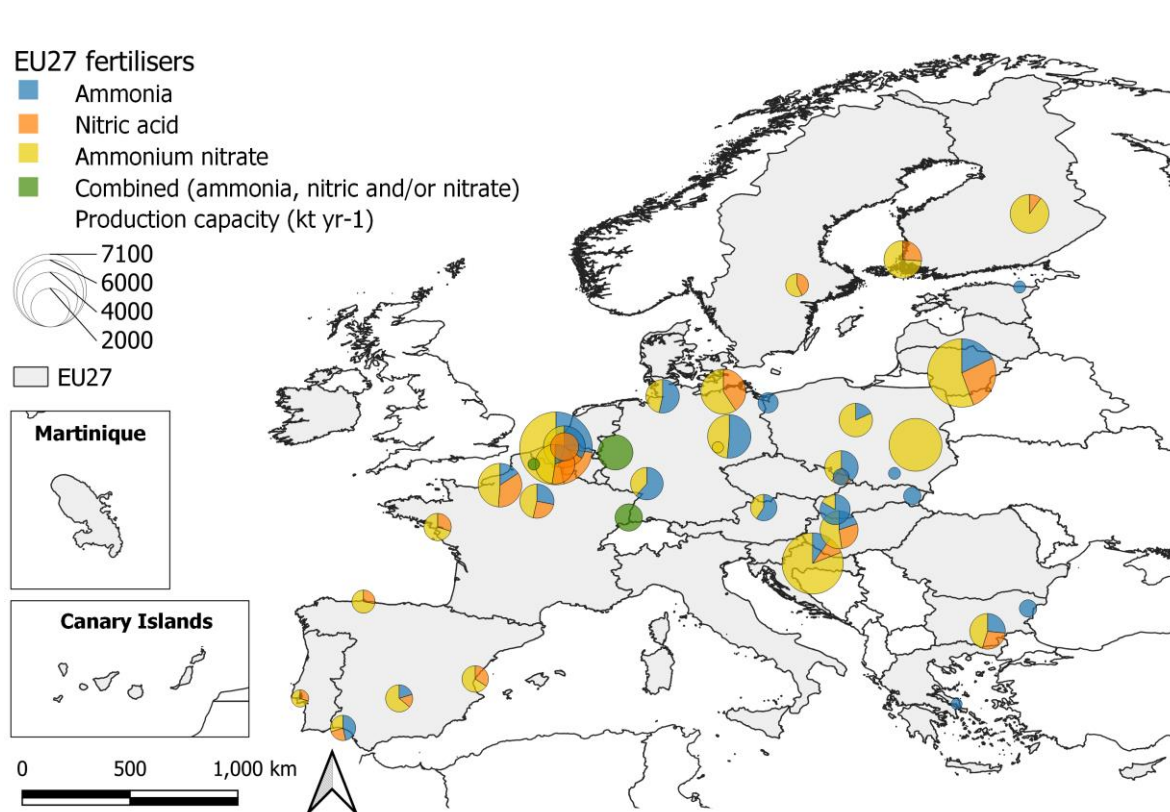 EU27 fertilisers
Ammonia
Nitric acid
Ammonium nitrate
Combined (ammonia, nitric and/or nitrate)
Production capacity (kt yr-1)
7100
6000
4000
2000
EU27
Martinique
Canary Islands
0 500 1,000 km